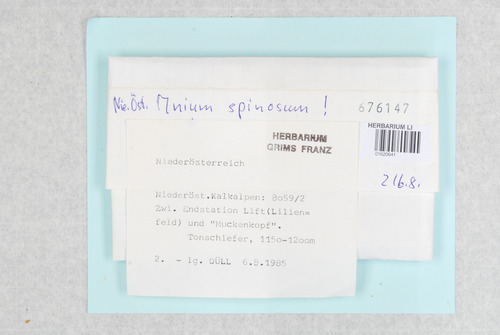 Nie.Öst. Mnium spinosum !
676147
HERBARIUM LI
216.8.
HERBARIUM
GRIMS FRANZ
Niederösterreich
Niederöst.Kalkalpen: 8059/2
Zwi. Endstation Lift(Lilien=
feld) und "Muckenkopf".
Tonschiefer, 1150-1200m
2. - lg. DÜLL 6.8.1985